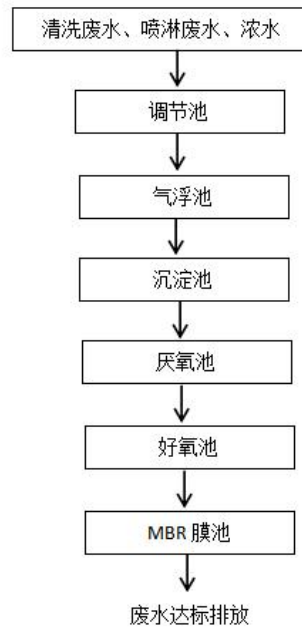 清洗废水、喷淋废水、浓水
调节池
气浮池
沉淀池
厌氧池
好氧池
MBR 膜池
废水达标排放